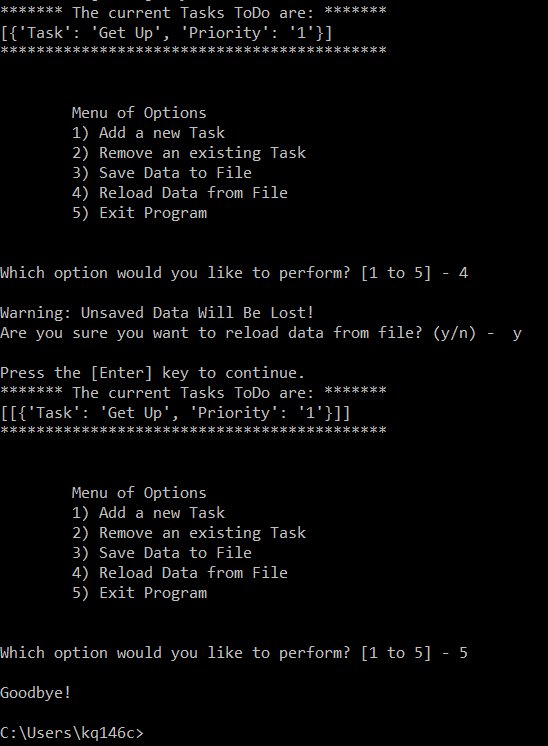 ******* The current Tasks ToDo are: *******
[{'Task': 'Get Up', 'Priority': '1'}]
*******************************************
Menu of Options
1) Add a new Task
2) Remove an existing Task
3) Save Data to File
4) Reload Data from File
5) Exit Program
Which option would you like to perform? [1 to 5] - 4
Warning: Unsaved Data Will Be Lost!
Are you sure you want to reload data from file? (y/n) -  y
Press the [Enter] key to continue.
******* The current Tasks ToDo are: *******
[[{'Task': 'Get Up', 'Priority': '1'}]]
*******************************************
Menu of Options
1) Add a new Task
2) Remove an existing Task
3) Save Data to File
4) Reload Data from File
5) Exit Program
Which option would you like to perform? [1 to 5] - 5
Goodbye!
C:\Users\kq146c>